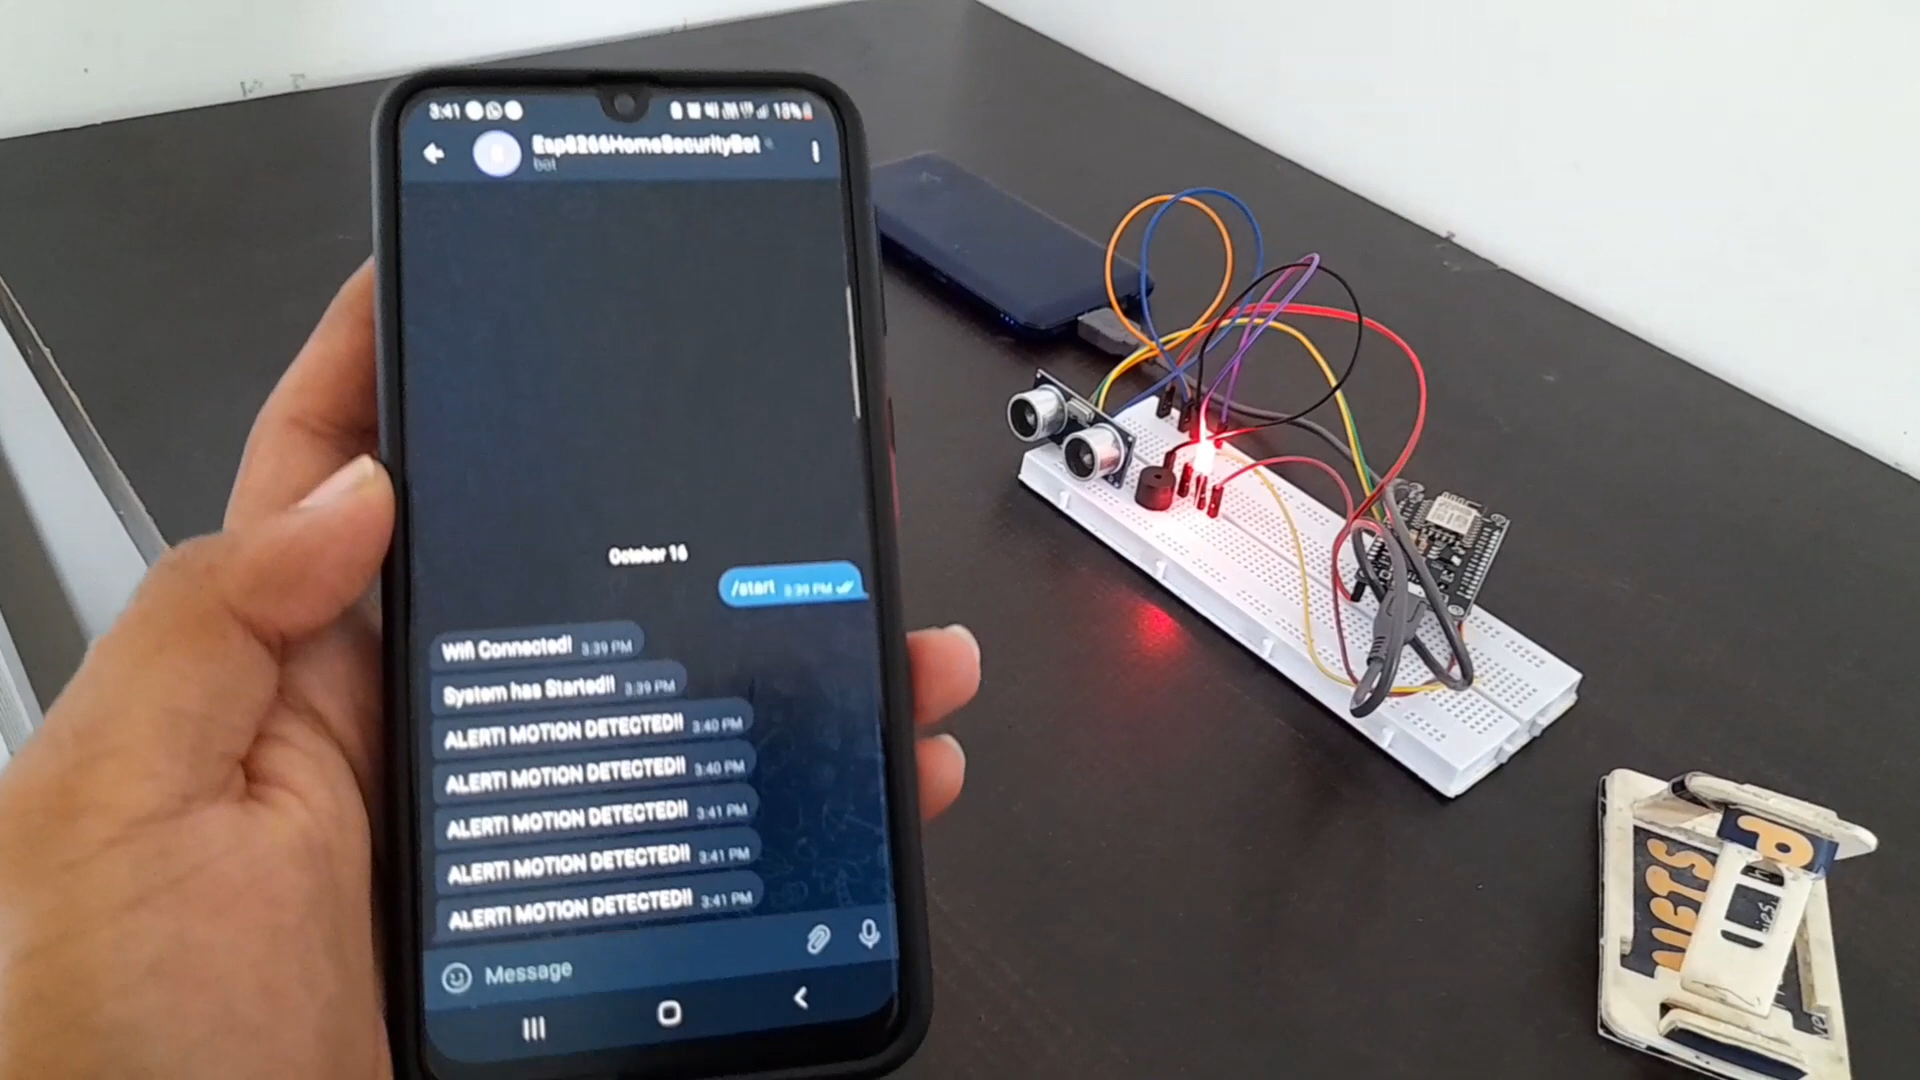 3:41
Esp8266HomeSecurityBot
bot
October 16
/start 3:39 PM
Wifi Connected! 3:39 PM
System has Started!! 3:39 PM
ALERT! MOTION DETECTED!! 3:40 PM
ALERT! MOTION DETECTED!! 3:40 PM
ALERT! MOTION DETECTED!! 3:41 PM
ALERT! MOTION DETECTED!! 3:41 PM
ALERT! MOTION DETECTED!! 3:41 PM
Message